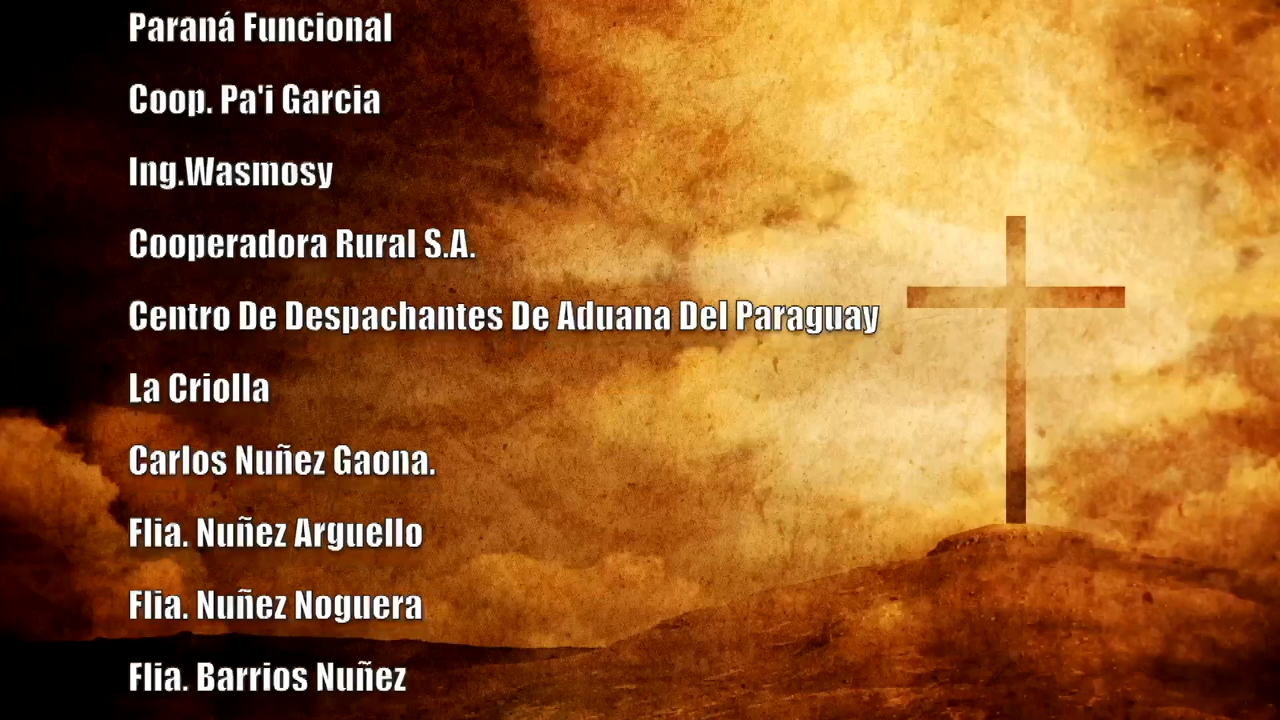 Paraná Funcional
Coop. Pa'i Garcia
Ing.Wasmosy
Cooperadora Rural S.A.
Centro De Despachantes De Aduana Del Paraguay
La Criolla
Carlos Nuñez Gaona.
Flia. Nuñez Arguello
Flia. Nuñez Noguera
Flia. Barrios Nuñez